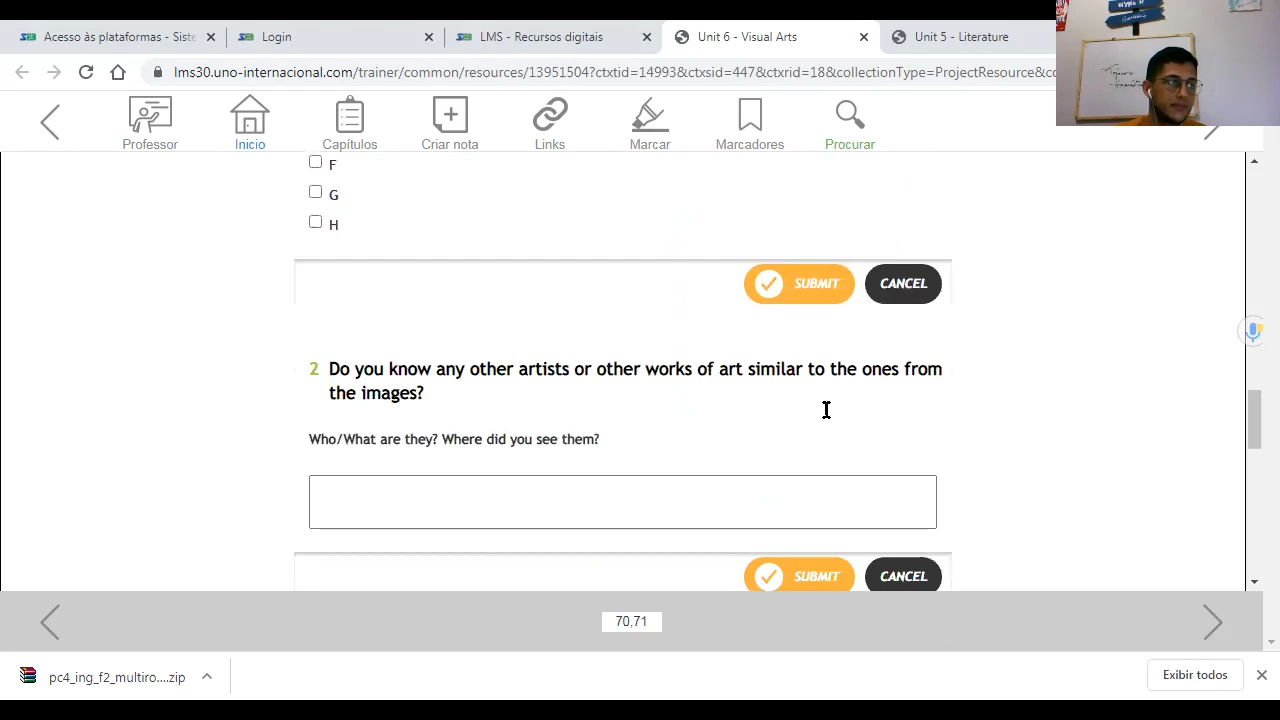 Acesso às plataformas - Siste
Login
LMS - Recursos digitais
Unit 6 - Visual Arts
Unit 5 - Literature
lms30.uno-internacional.com/trainer/common/resources/13951504?ctxtid=14993&ctxsid=447&ctxrid=18&collectionType=ProjectResource&cc
Professor
Inicio
Capítulos
Criar nota
Links
Marcar
Marcadores
Procurar
F
G
H
SUBMIT
CANCEL
2 Do you know any other artists or other works of art similar to the ones from
the images?
Who/What are they? Where did you see them?
SUBMIT
CANCEL
70,71
pc4_ing_f2_multiro....zip
Exibir todos